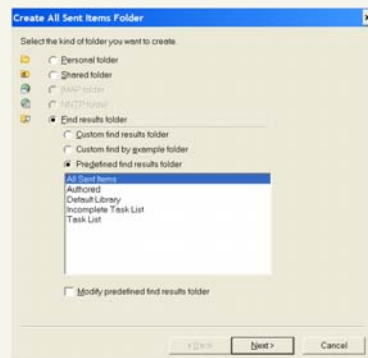 Create All Sent Items Folder
Select the kind of folder you want to create.
Personal folder
Shared folder
IMAP folder
NNTP folder
Find results folder
Custom find results folder
Custom find by example folder
Predefined find results folder
All Sent Items
Authored
Default Library
Incomplete Task List
Task List
Modify predefined find results folder
< Back Next > Cancel